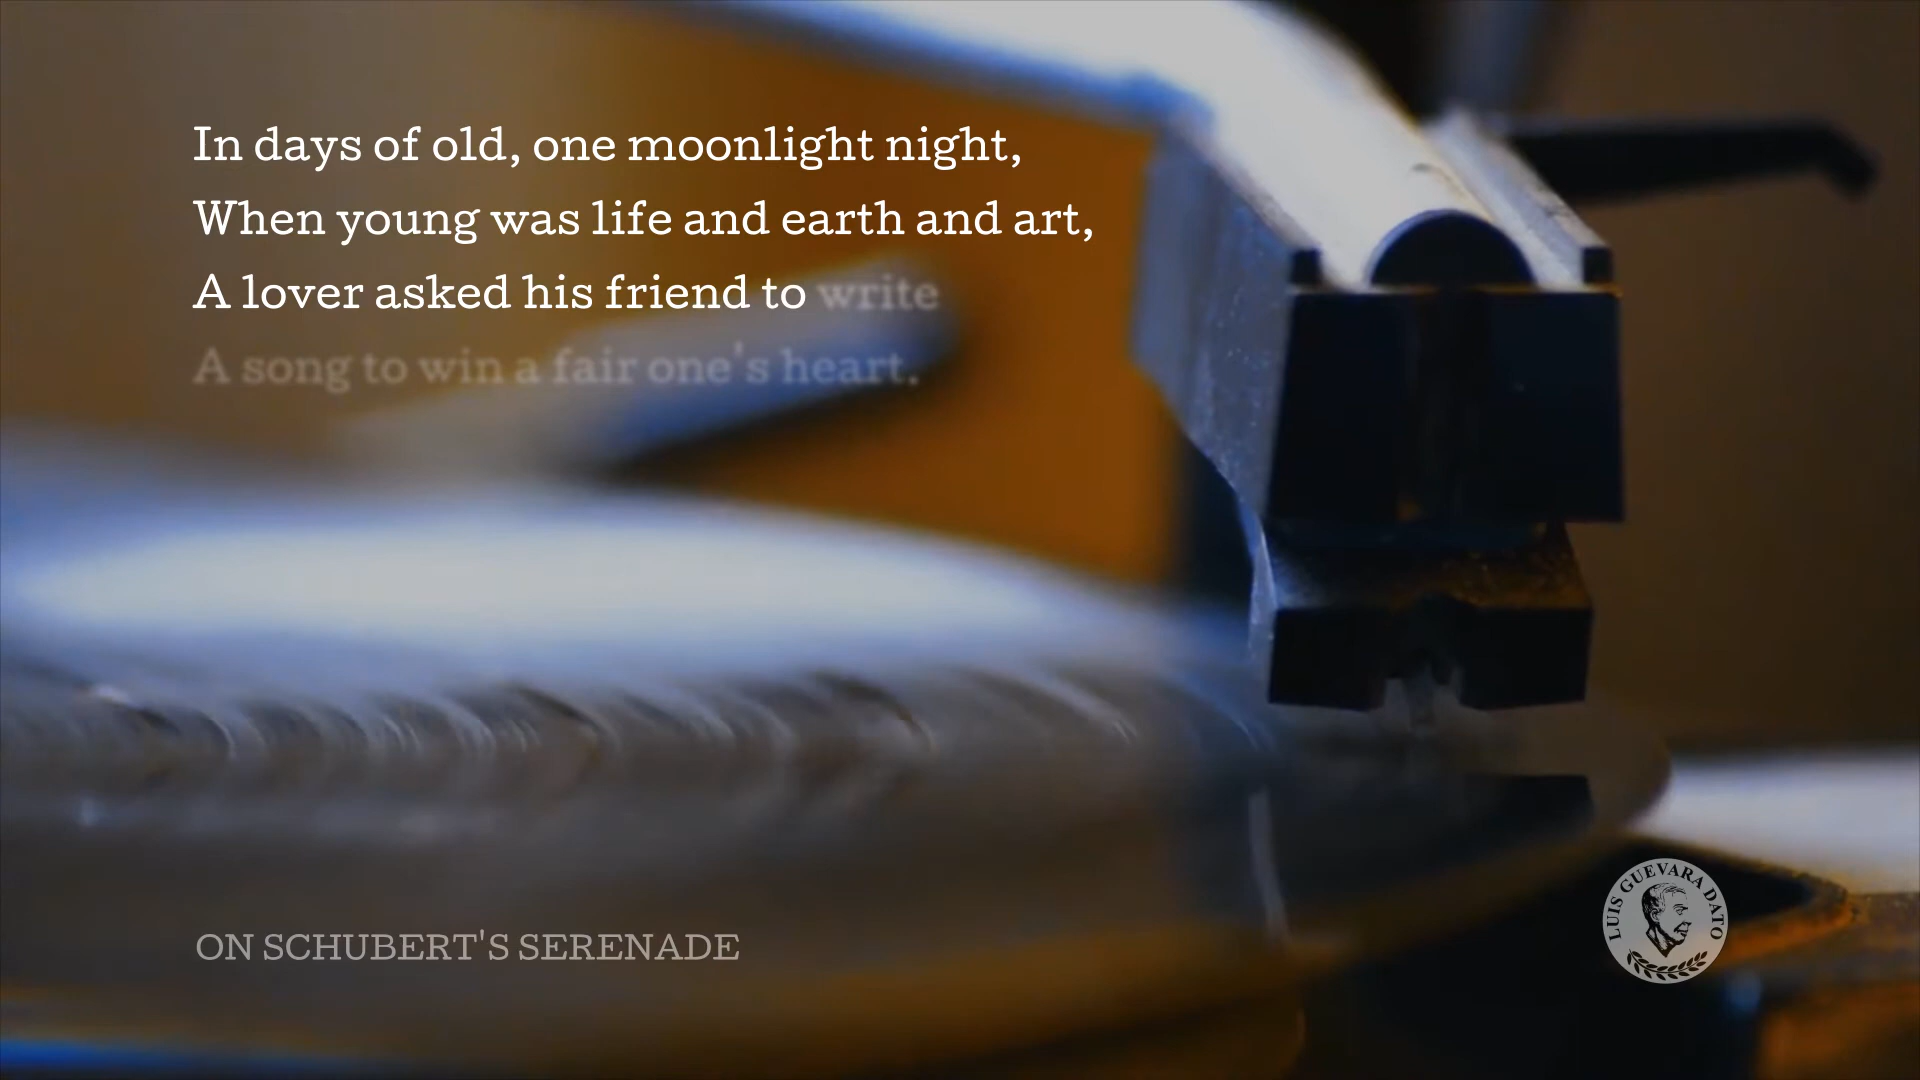 In days of old, one moonlight night,
When young was life and earth and art,
A lover asked his friend to write
A song to win a fair one's heart.
ON SCHUBERT'S SERENADE
LUIS GUEVARA DATO